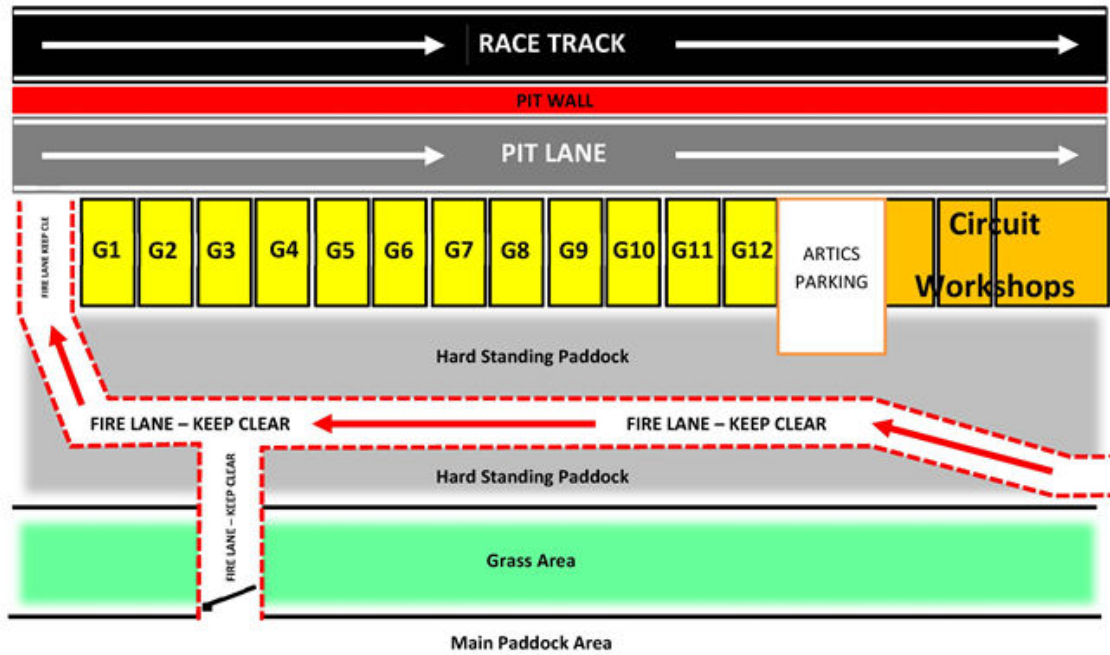 RACE TRACK
PIT WALL
PIT LANE
FIRE LANE KEEP CLE
G1 G2 G3 G4 G5 G6 G7 G8 G9 G10 G11 G12
ARTICS
PARKING
Circuit
Workshops
Hard Standing Paddock
FIRE LANE – KEEP CLEAR
FIRE LANE – KEEP CLEAR
FIRE LANE – KEEP CLEAR
Hard Standing Paddock
Grass Area
Main Paddock Area